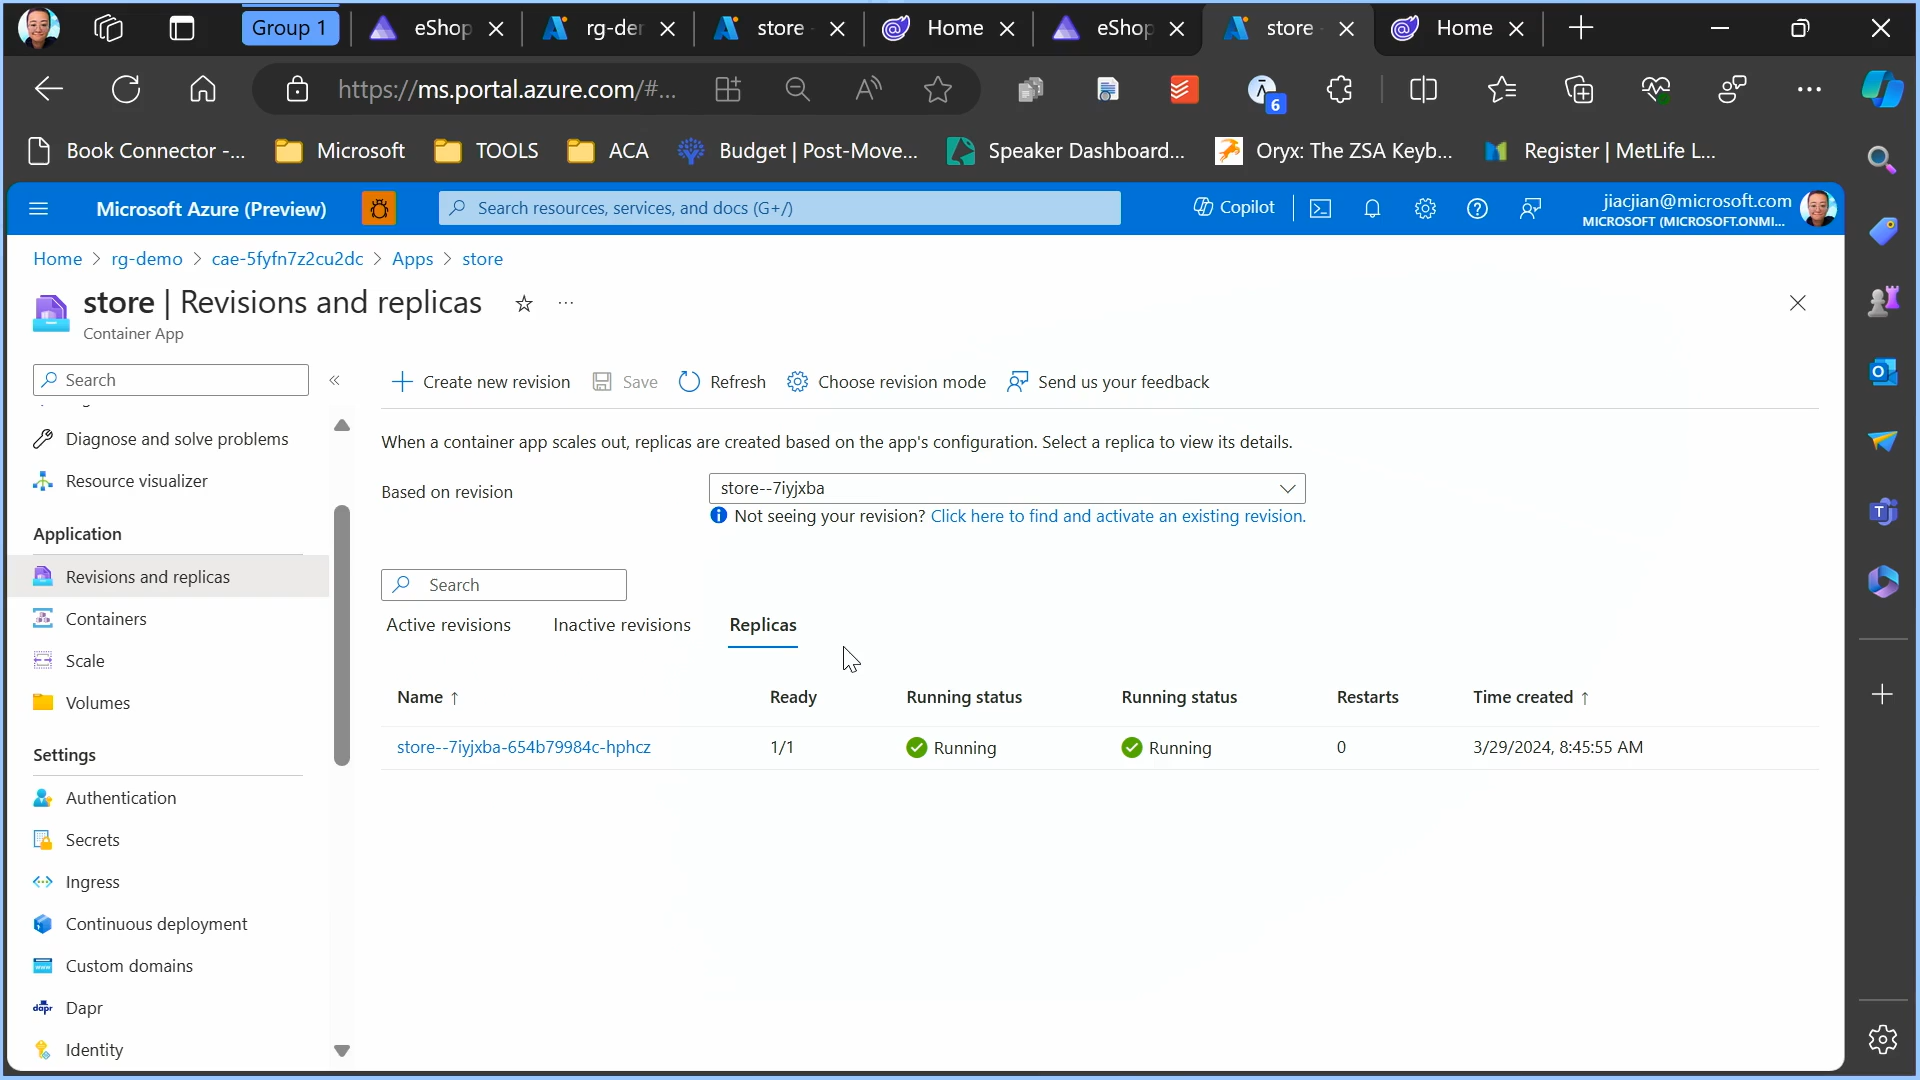 Group 1
eShop
rg-der
store
Home
eShop
store
Home
https://ms.portal.azure.com/#...
A
6
Book Connector -...
Microsoft
TOOLS
ACA
Budget | Post-Move...
Speaker Dashboard...
Oryx: The ZSA Keyb...
Register | MetLife L...
Microsoft Azure (Preview)
Search resources, services, and docs (G+/)
Copilot
jiacjian@microsoft.com
MICROSOFT (MICROSOFT.ONMI...
Home > rg-demo > cae-5fyfn7z2cu2dc > Apps > store
store | Revisions and replicas
Container App
Search
Create new revision
Save
Refresh
Choose revision mode
Send us your feedback
Diagnose and solve problems
Resource visualizer
Application
Revisions and replicas
Containers
Scale
Volumes
Settings
Authentication
Secrets
Ingress
Continuous deployment
Custom domains
Dapr
Identity
When a container app scales out, replicas are created based on the app's configuration. Select a replica to view its details.
Based on revision
store--7iyjxba
Not seeing your revision? Click here to find and activate an existing revision.
Search
Active revisions
Inactive revisions
Replicas
Name ↑ Ready Running status Running status Restarts Time created ↑
store--7iyjxba-654b79984c-hphcz 1/1 Running Running 0 3/29/2024, 8:45:55 AM